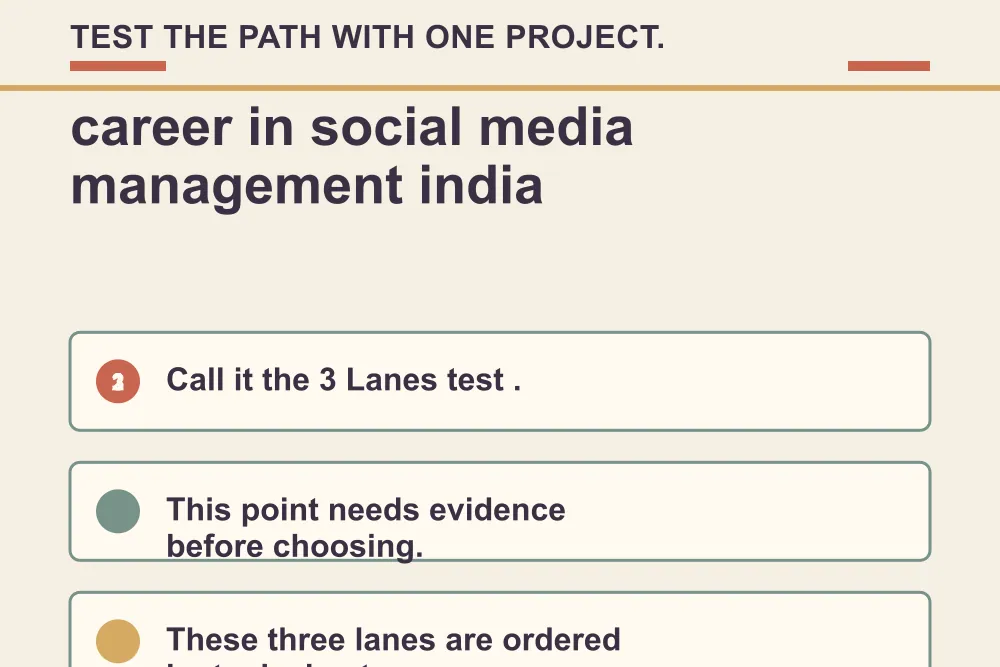 TEST THE PATH WITH ONE PROJECT.
career in social media
management india
Call it the 3 Lanes test .
This point needs evidence
before choosing.
These three lanes are ordered